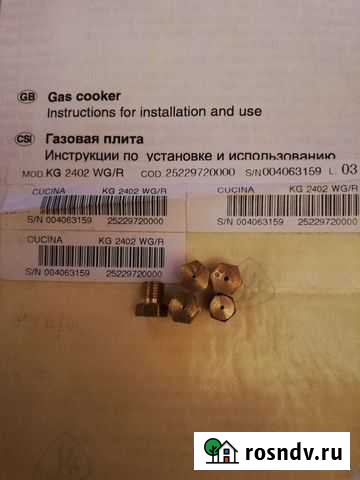 GB Gas cooker
Instructions for installation and use
CSI Газовая плита
Инструкции по установке и использованию
MOD. KG 2402 WG/R COD. 25229720000 S/N 004063159 L. 03
CUCINA KG 2402 WG/R
S/N 004063159 25229720000
CUCINA KG 2402 WG/R
S/N 004063159 25229720000
CUCINA KG 2402 WG/R
S/N 004063159 25229720000
rosndv.ru